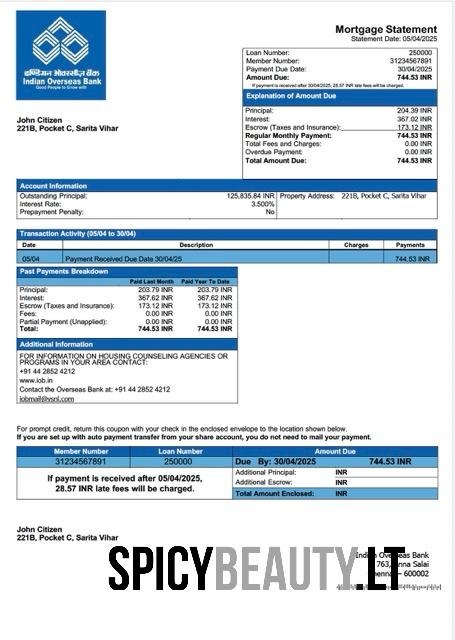 इण्डियन ओवरसीज़ बैंक
Indian Overseas Bank
Good People to Grow with
Mortgage Statement
Statement Date: 05/04/2025
Loan Number: 250000
Member Number: 31234567891
Payment Due Date: 30/04/2025
Amount Due: 744.53 INR
If payment is received after 30/04/2025, 28.57 INR late fees will be charged.
Explanation of Amount Due
Principal: 204.39 INR
Interest: 367.02 INR
Escrow (Taxes and Insurance): 173.12 INR
Regular Monthly Payment: 744.53 INR
Total Fees and Charges: 0.00 INR
Overdue Payment: 0.00 INR
Total Amount Due: 744.53 INR
John Citizen
221B, Pocket C, Sarita Vihar
Account Information
Outstanding Principal: 125,835.84 INR Property Address: 221B, Pocket C, Sarita Vihar
Interest Rate: 3.500%
Prepayment Penalty: No
Transaction Activity (05/04 to 30/04)
Date Description Charges Payments
05/04 Payment Received Due Date 30/04/25 744.53 INR
Past Payments Breakdown
Paid Last Month Paid Year To Date
Principal: 203.79 INR 203.79 INR
Interest: 367.62 INR 367.62 INR
Escrow (Taxes and Insurance): 173.12 INR 173.12 INR
Fees: 0.00 INR 0.00 INR
Partial Payment (Unapplied): 0.00 INR 0.00 INR
Total: 744.53 INR 744.53 INR
Additional Information
FOR INFORMATION ON HOUSING COUNSELING AGENCIES OR
PROGRAMS IN YOUR AREA CONTACT:
+91 44 2852 4212
www.iob.in
Contact the Overseas Bank at: +91 44 2852 4212
iobmail@vsnl.com
For prompt credit, return this coupon with your check in the enclosed envelope to the location shown below.
If you are set up with auto payment transfer from your share account, you do not need to mail your payment.
Member Number Loan Number Amount Due
31234567891 250000 Due By: 30/04/2025 744.53 INR
If payment is received after 05/04/2025,
28.57 INR late fees will be charged.
Additional Principal: INR
Additional Escrow: INR
Total Amount Enclosed: INR
John Citizen
221B, Pocket C, Sarita Vihar
Overseas Bank
763, Anna Salai
– 600002
SPICYBEAUTY.LT